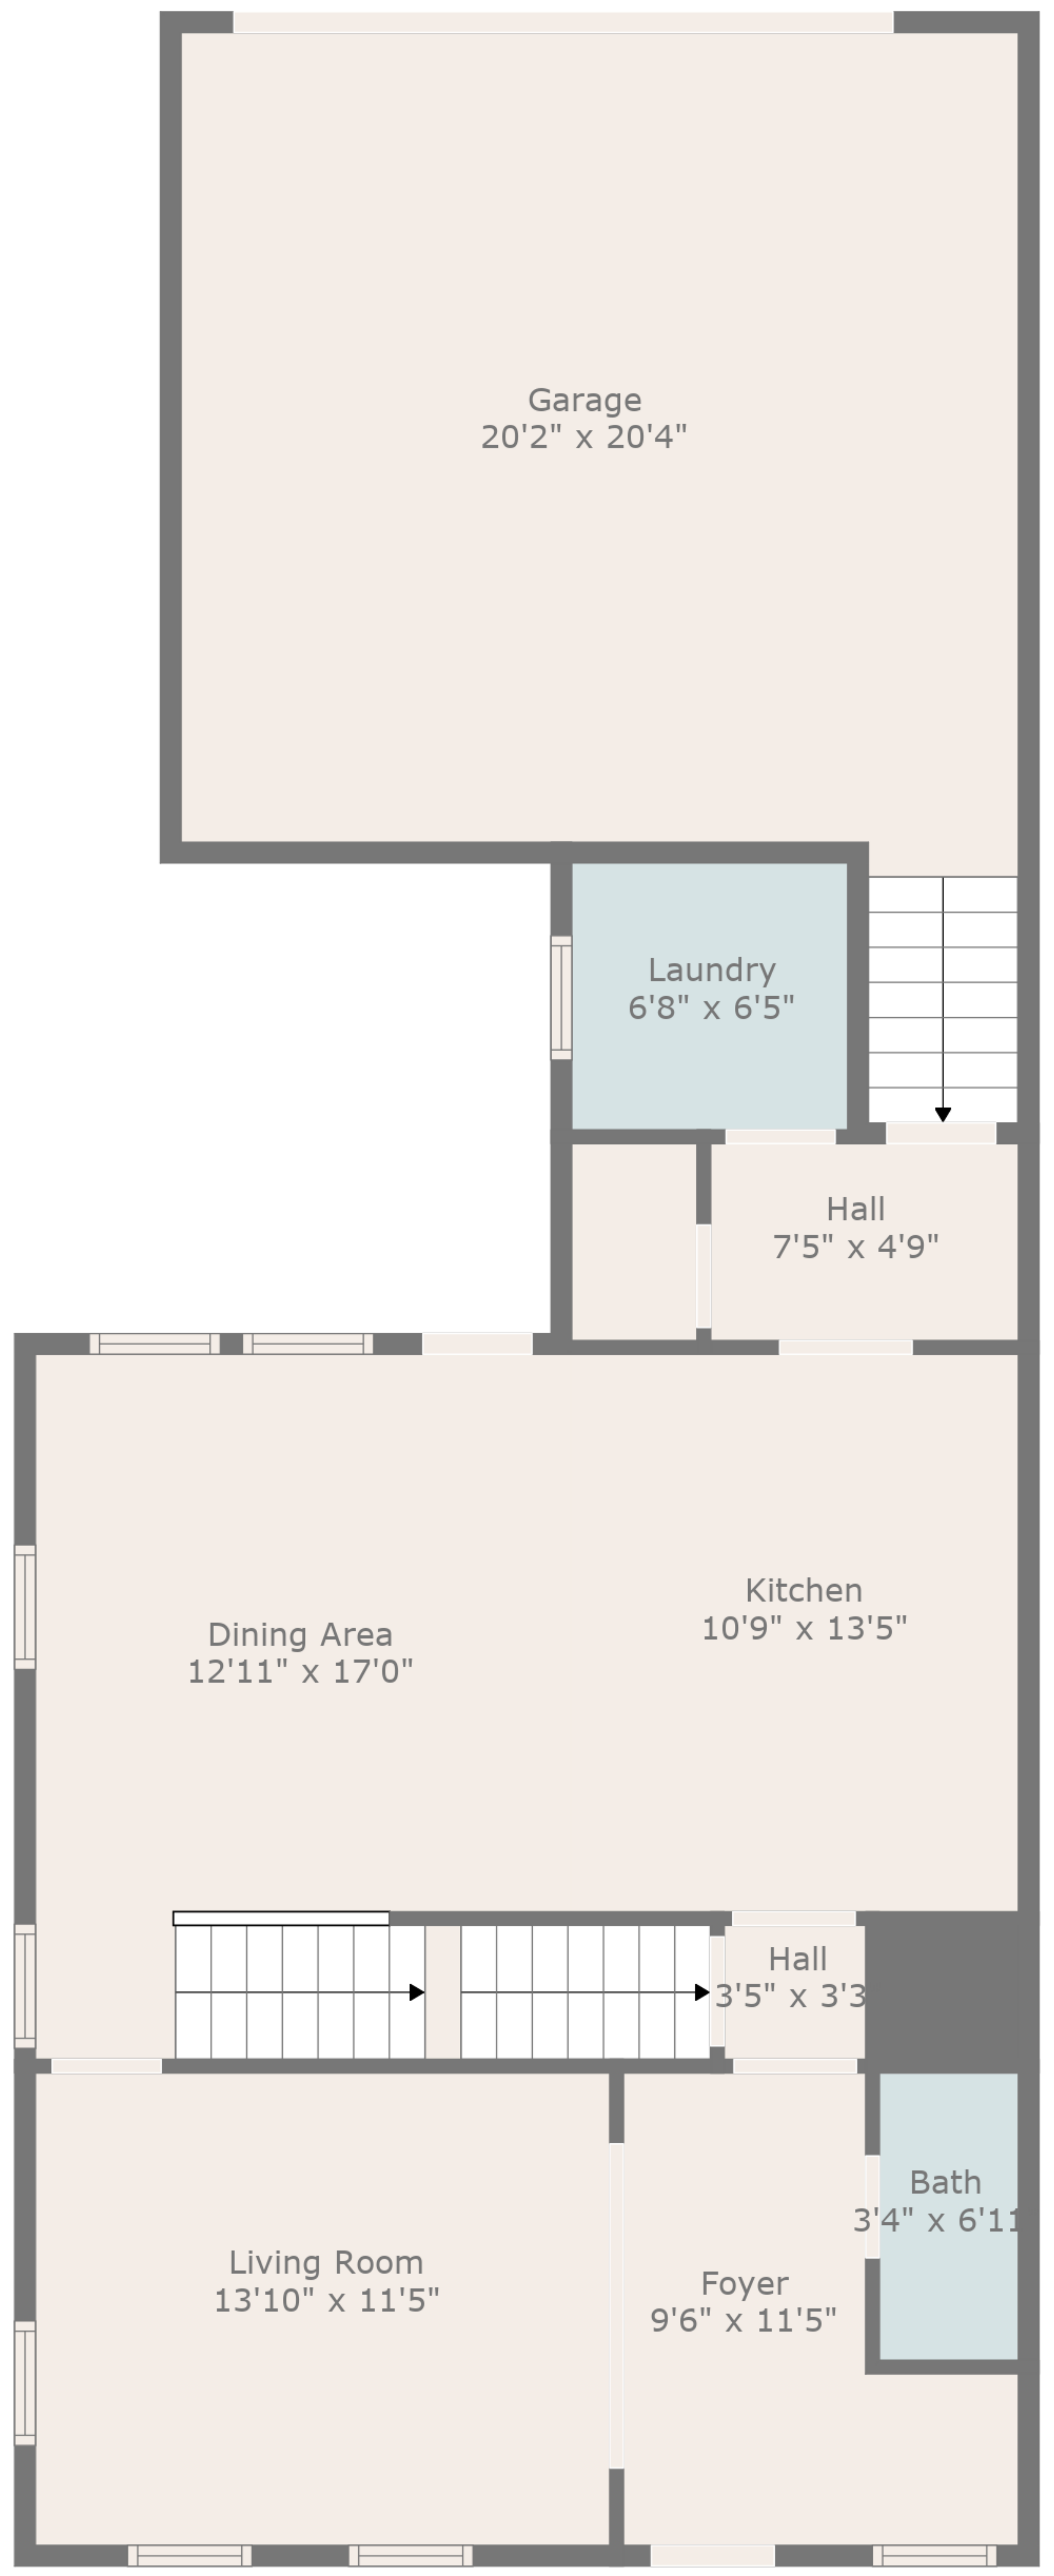 Garage
20'2" x 20'4"
Laundry
6'8" x 6'5"
Hall
7'5" x 4'9"
Kitchen
10'9" x 13'5"
Dining Area
12'11" x 17'0"
Hall
3'5" x 3'3
Bath
3'4" x 6'11
Living Room
13'10" x 11'5"
Foyer
9'6" x 11'5"